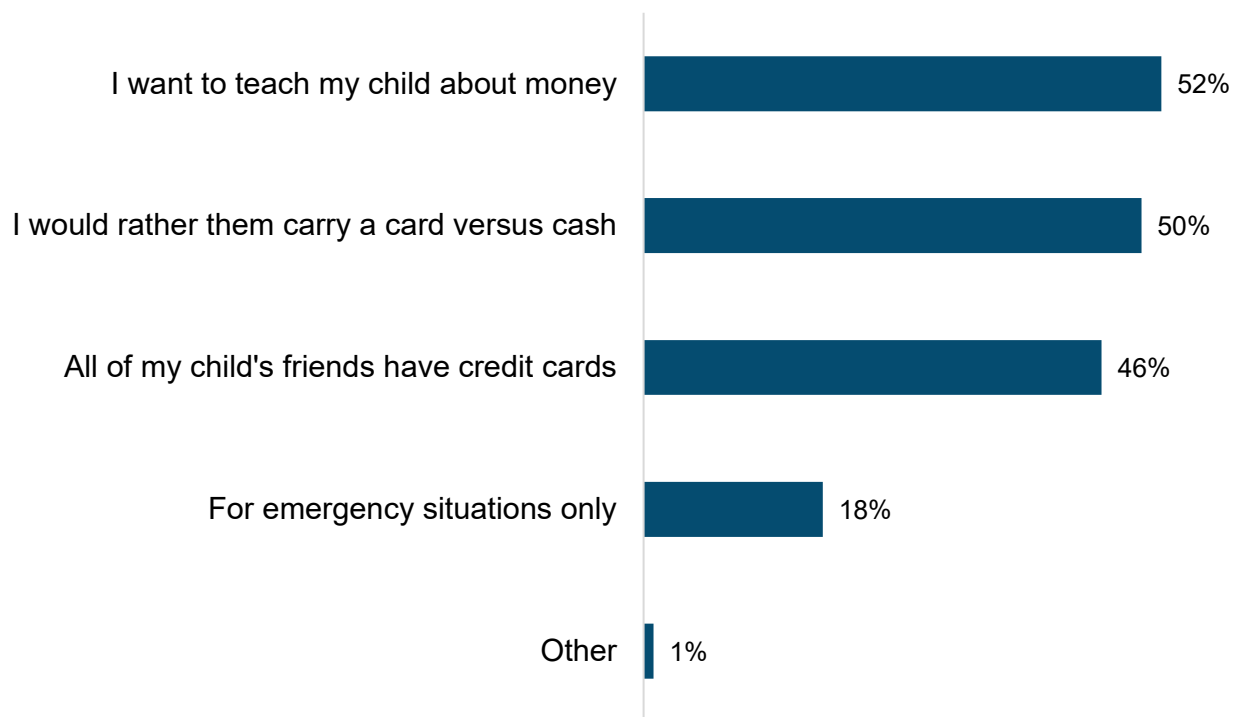 I want to teach my child about money 52%
I would rather them carry a card versus cash 50%
All of my child's friends have credit cards 46%
For emergency situations only 18%
Other 1%